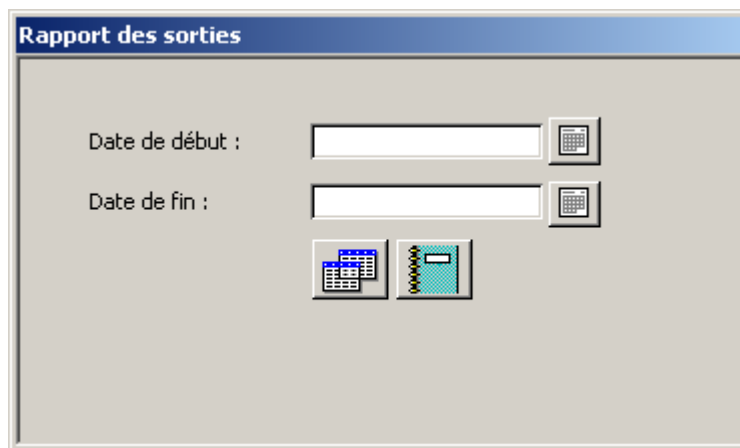 Rapport des sorties
Date de début :
Date de fin :